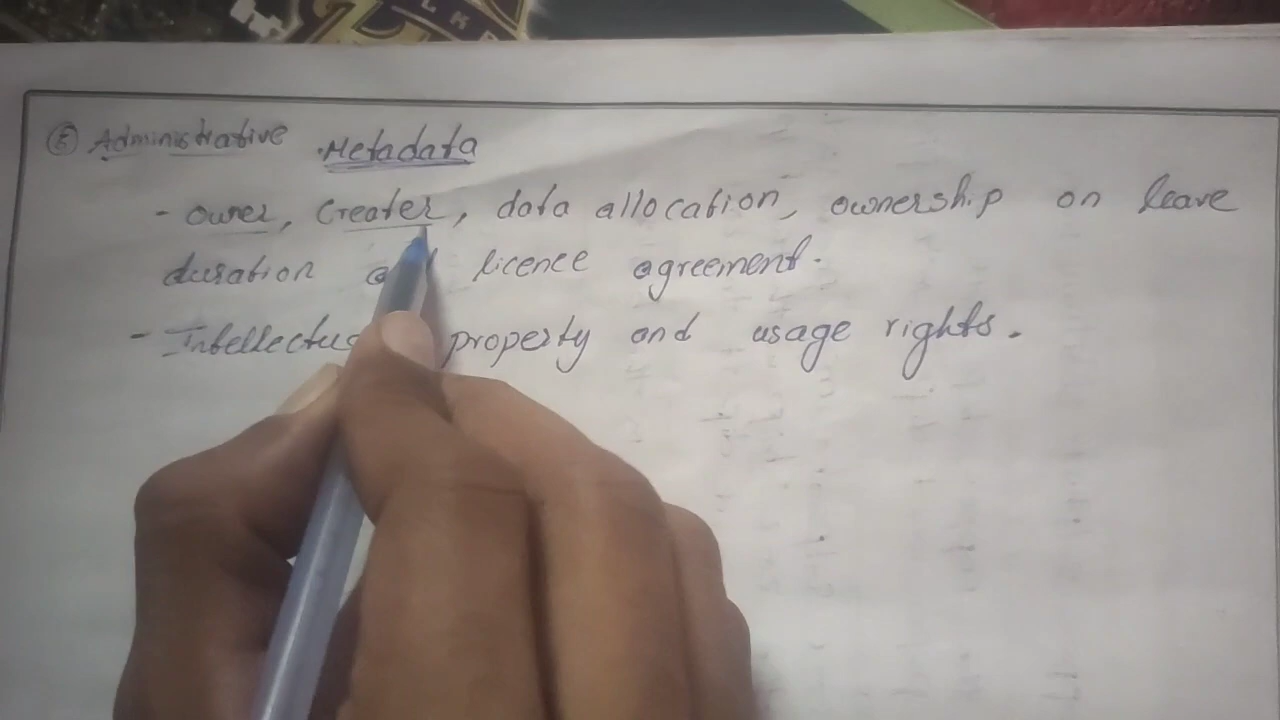 ⑤ Administrative Metadata
- owner, Creater, data allocation, ownership on leave
duration licence agreement.
- property and usage rights.